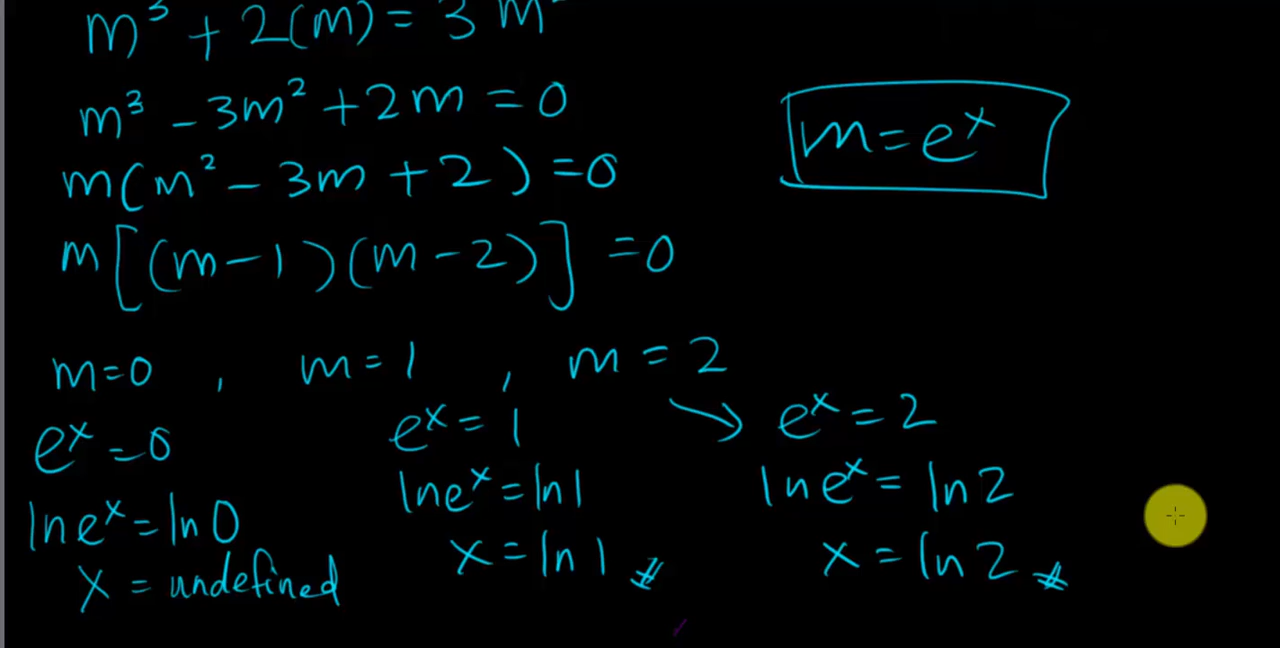 m³ + 2(m) = 3m²
m³ - 3m² + 2m = 0
m = eˣ
m(m² - 3m + 2) = 0
m[(m-1)(m-2)] = 0
m=0 , m=1 , m=2
eˣ = 0
eˣ = 1
→ eˣ = 2
ln eˣ = ln 0
ln eˣ = ln 1
ln eˣ = ln 2
x = undefined
x = ln 1 #
x = ln 2 #